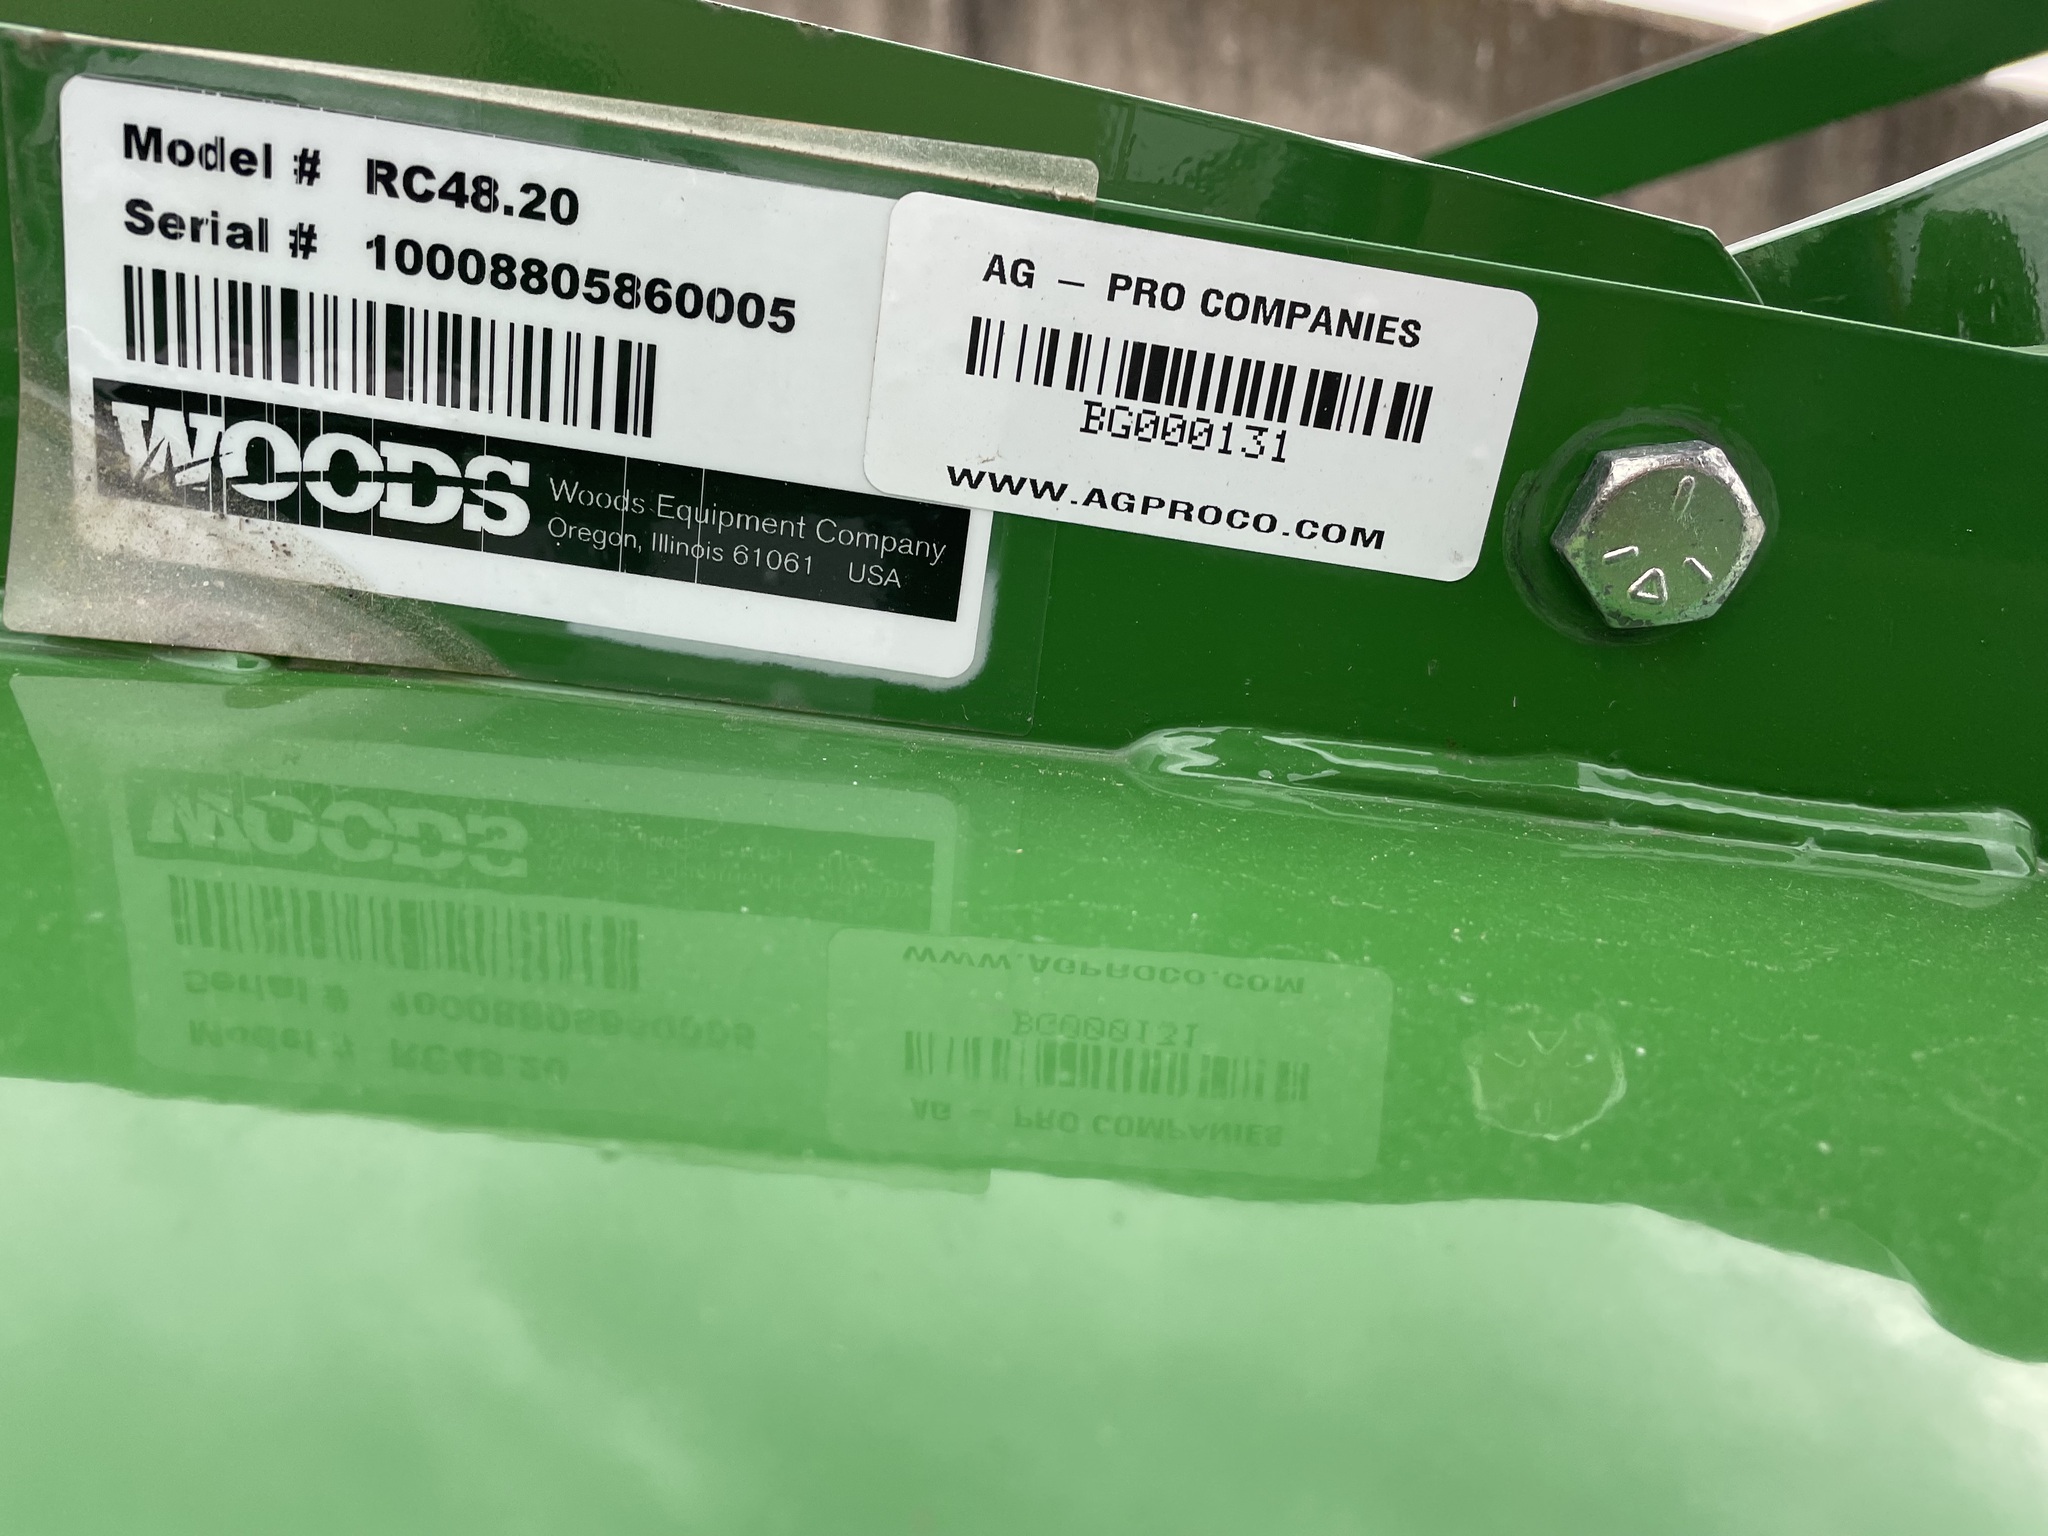 Model # RC48.20
Serial # 10008805860005
WOODS
Woods Equipment Company
Oregon, Illinois 61061 USA
AG - PRO COMPANIES
BG000131
WWW.AGPROCO.COM